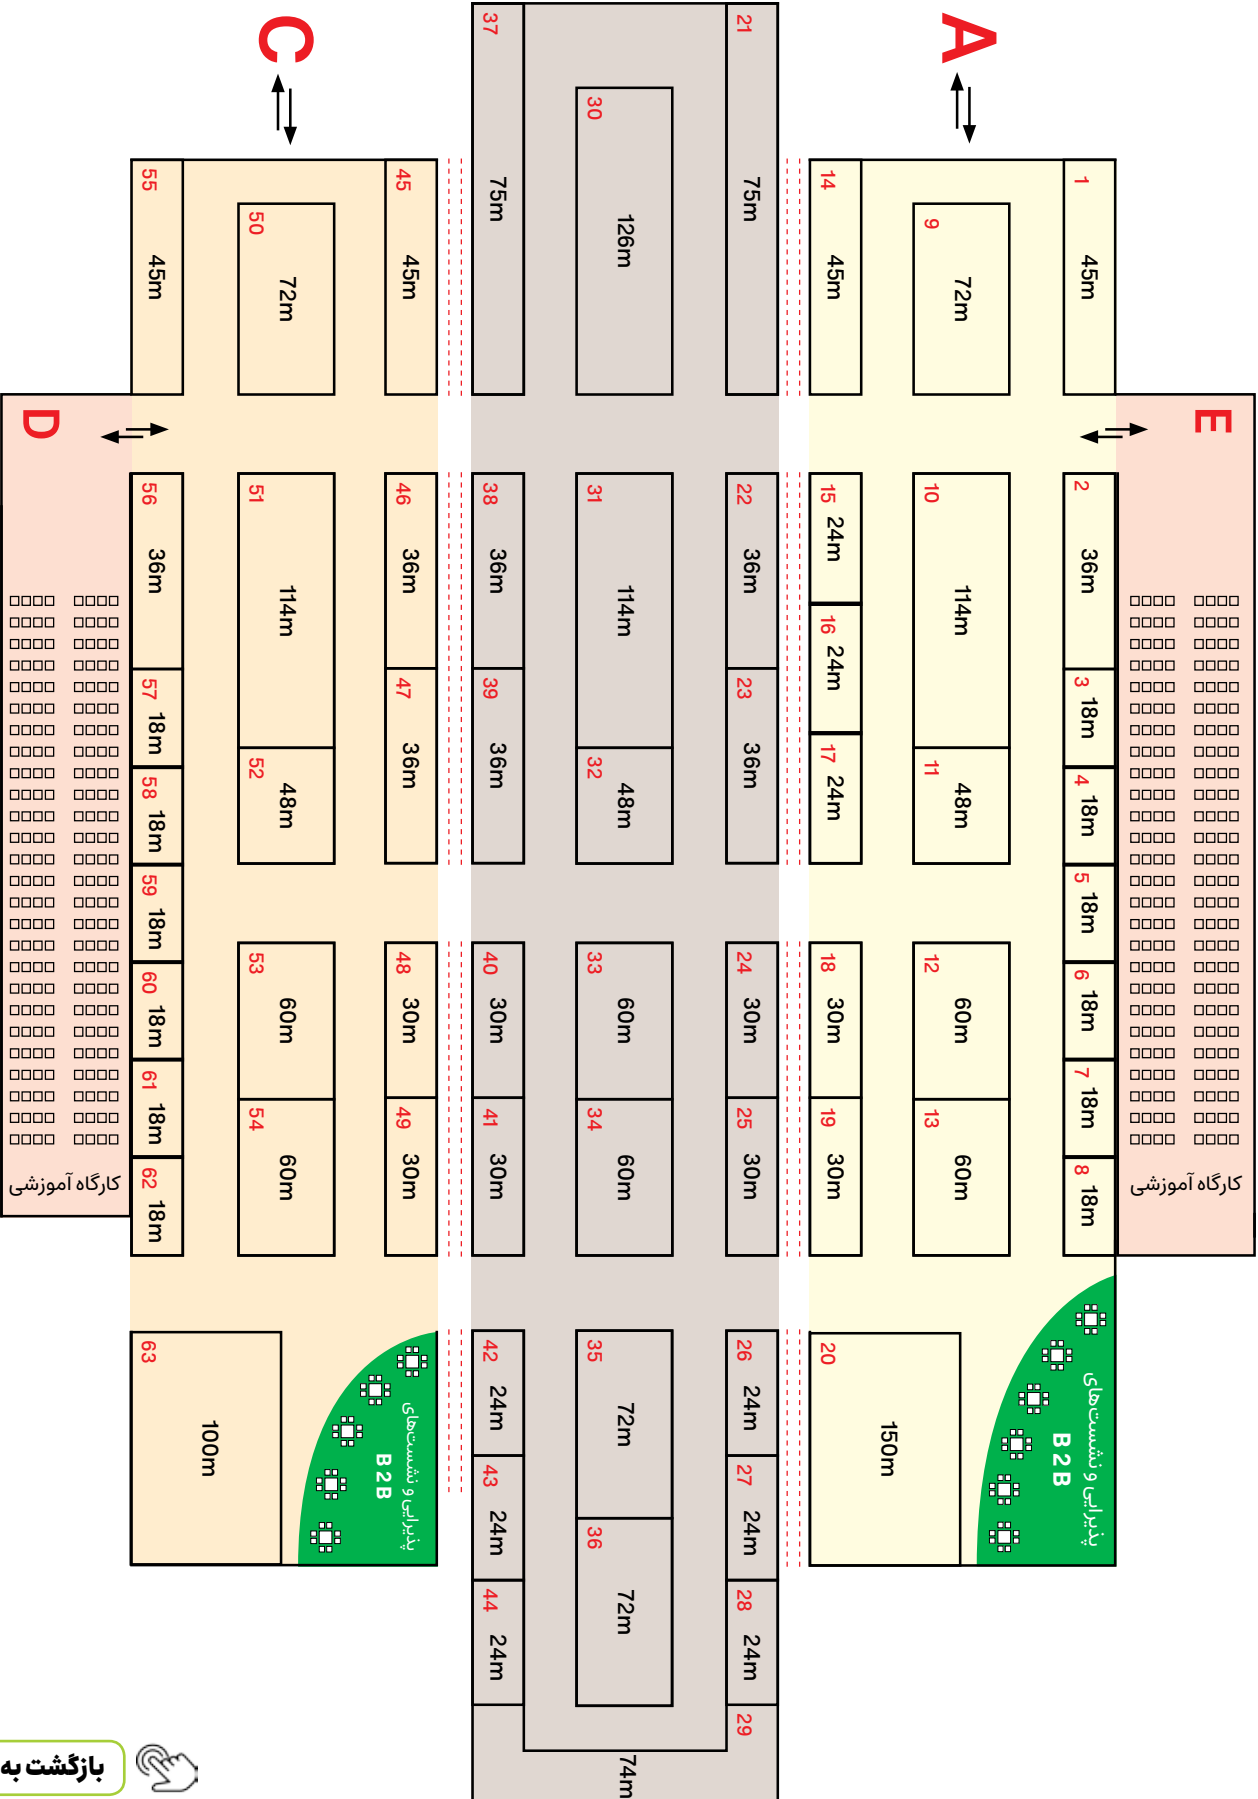 C
A
D
E
37
75m
21
75m
30
126m
55
45m
50
72m
45
45m
14
45m
9
72m
1
45m
56
36m
51
114m
46
36m
38
36m
31
114m
22
36m
15
24m
10
114m
2
36m
16
24m
57
18m
47
36m
39
36m
23
36m
3
18m
52
48m
32
48m
17
24m
11
48m
58
18m
4
18m
59
18m
5
18m
53
60m
48
30m
40
30m
33
60m
24
30m
18
30m
12
60m
60
18m
6
18m
61
18m
7
18m
54
60m
49
30m
41
30m
34
60m
25
30m
19
30m
13
60m
62
18m
8
18m
کارگاه آموزشی
کارگاه آموزشی
63
100m
پذیرایی و نشست‌های
B 2 B
42
24m
35
72m
26
24m
20
150m
پذیرایی و نشست‌های
B 2 B
43
24m
27
24m
36
72m
44
24m
28
24m
29
74m
بازگشت به